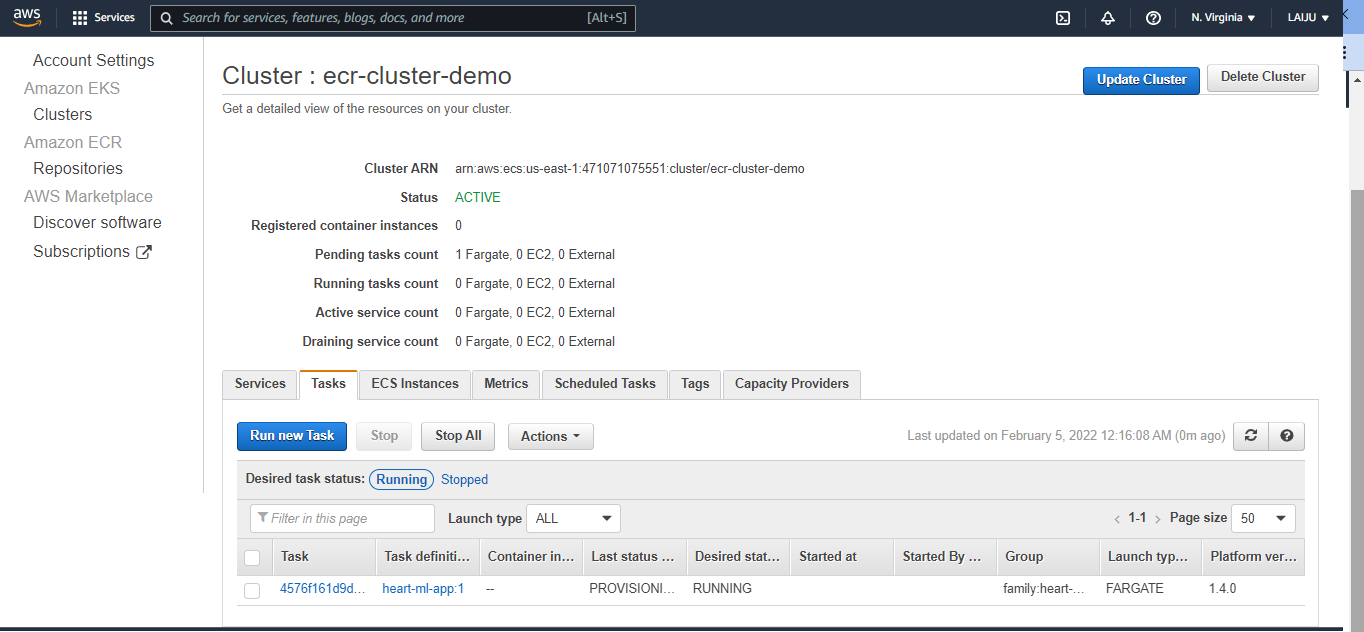 aws
Services
Search for services, features, blogs, docs, and more
[Alt+S]
N. Virginia
LAIJU
Account Settings
Amazon EKS
Clusters
Amazon ECR
Repositories
AWS Marketplace
Discover software
Subscriptions
Cluster : ecr-cluster-demo
Update Cluster
Delete Cluster
Get a detailed view of the resources on your cluster.
Cluster ARN arn:aws:ecs:us-east-1:471071075551:cluster/ecr-cluster-demo
Status ACTIVE
Registered container instances 0
Pending tasks count 1 Fargate, 0 EC2, 0 External
Running tasks count 0 Fargate, 0 EC2, 0 External
Active service count 0 Fargate, 0 EC2, 0 External
Draining service count 0 Fargate, 0 EC2, 0 External
Services Tasks ECS Instances Metrics Scheduled Tasks Tags Capacity Providers
Run new Task Stop Stop All Actions Last updated on February 5, 2022 12:16:08 AM (0m ago)
Desired task status: Running Stopped
Filter in this page Launch type ALL < 1-1 > Page size 50
Task Task definiti... Container in... Last status ... Desired stat... Started at Started By ... Group Launch typ... Platform ver...
4576f161d9d... heart-ml-app:1 -- PROVISIONI... RUNNING family:heart-... FARGATE 1.4.0